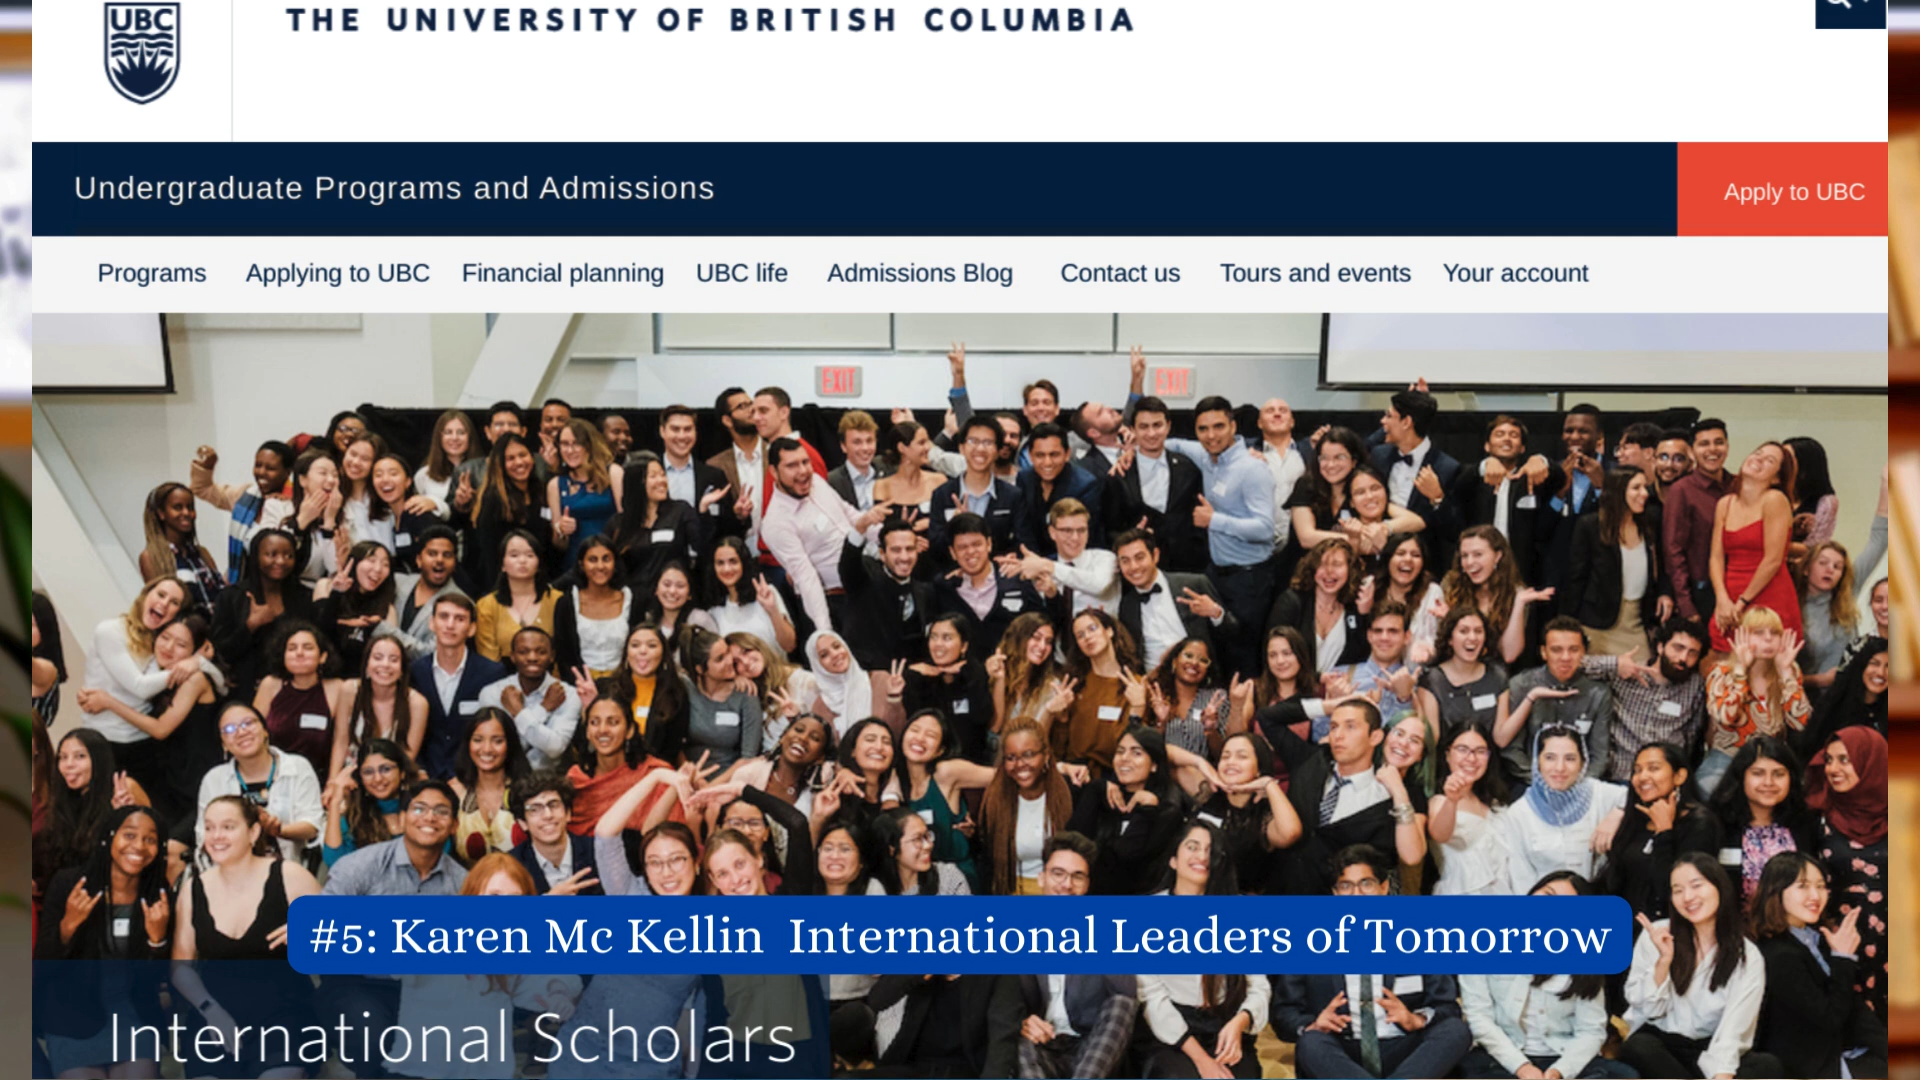 UBC
THE UNIVERSITY OF BRITISH COLUMBIA
Undergraduate Programs and Admissions
Apply to UBC
Programs Applying to UBC Financial planning UBC life Admissions Blog Contact us Tours and events Your account
EXIT EXIT
#5: Karen Mc Kellin International Leaders of Tomorrow
International Scholars